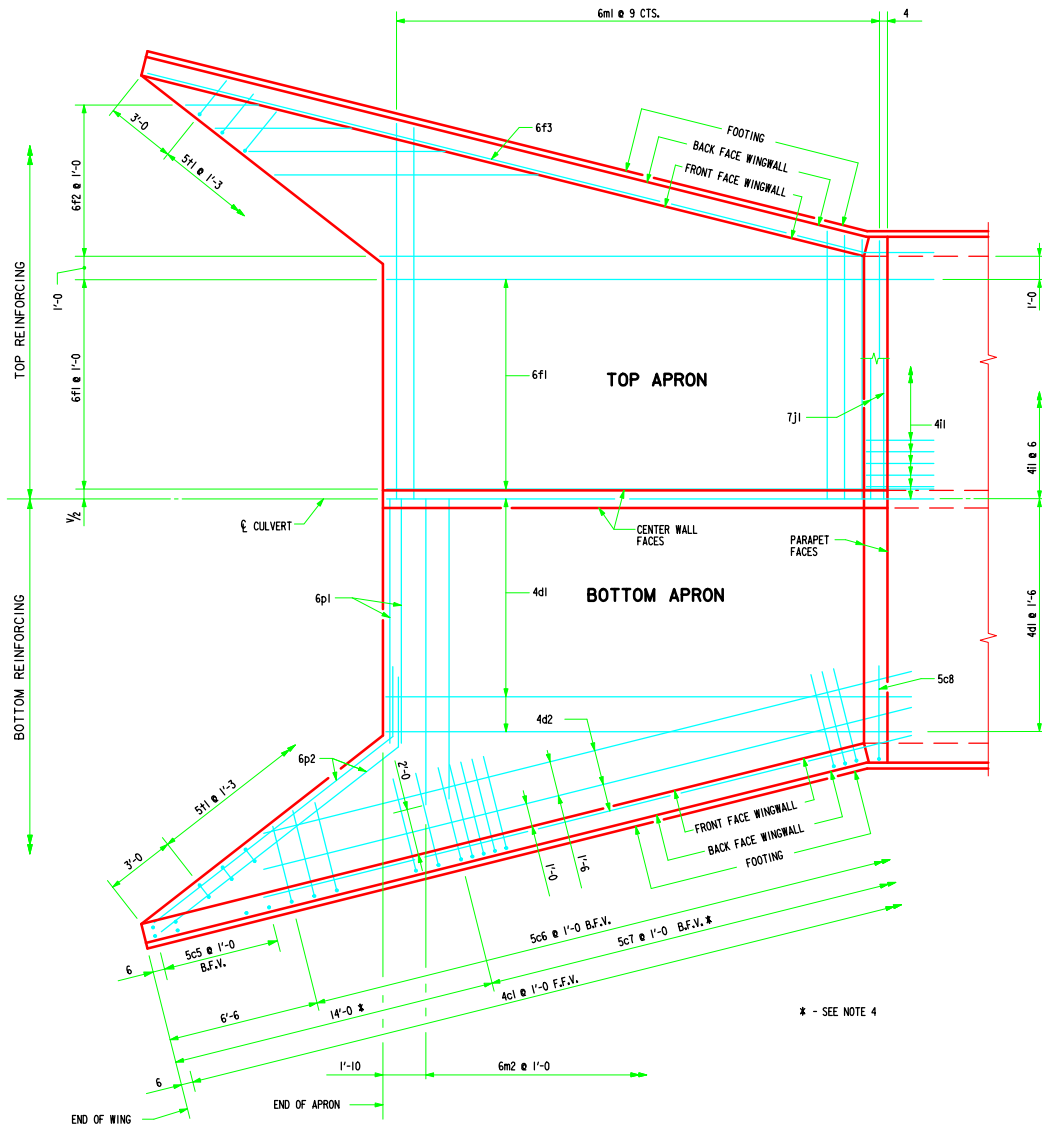 6m1 @ 9 CTS.
4
3'-0
5t1 @ 1'-3
6f2 @ 1'-0
6f3
FOOTING
BACK FACE WINGWALL
FRONT FACE WINGWALL
TOP REINFORCING
1'-0
1'-0
6f1 @ 1'-0
6f1
TOP APRON
7j1
4i1
4i1 @ 6
℄ CULVERT
CENTER WALL
FACES
PARAPET
FACES
BOTTOM REINFORCING
6p1
4d1
BOTTOM APRON
4d1 @ 1'-6
5c8
4d2
6p2
2'-0
5t1 @ 1'-3
3'-0
1'-0
1'-6
FRONT FACE WINGWALL
BACK FACE WINGWALL
FOOTING
6
5c5 @ 1'-0
B.F.V.
5c6 @ 1'-0 B.F.V.
5c7 @ 1'-0 B.F.V. *
4c1 @ 1'-0 F.F.V.
6'-6
14'-0 *
6
* - SEE NOTE 4
1'-10
6m2 @ 1'-0
END OF APRON
END OF WING